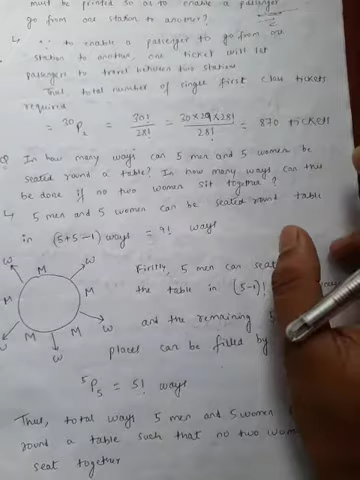 must be printed so as to enable a passenger
go from one station to another?
↳ ∵ to enable a passenger to go from one
station to another, one ticket will let
passengers to travel between two station
Thus, total number of single first class tickets
required
= ³⁰P₂ = 30!/28! = 30×29×28!/28! = 870 tickets
Q In how many ways can 5 men and 5 women be
seated round a table? In how many ways can this
be done if no two women sit together?
↳ 5 men and 5 women can be seated round table
in (5+5-1) ways = 9! ways
W W
M
M M
M M
W W
W
Firstly, 5 men can seat
the table in (5-1)!
and the remaining 5
places can be filled by
⁵P₅ = 5! ways
Thus, total ways 5 men and 5 women
round a table such that no two
seat together